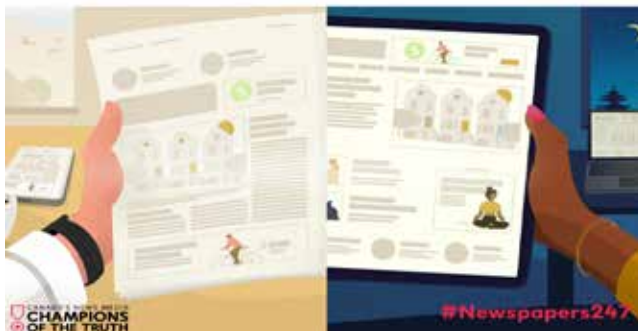 CANADA'S NEWS MEDIA
CHAMPIONS
OF THE TRUTH
#Newspapers247